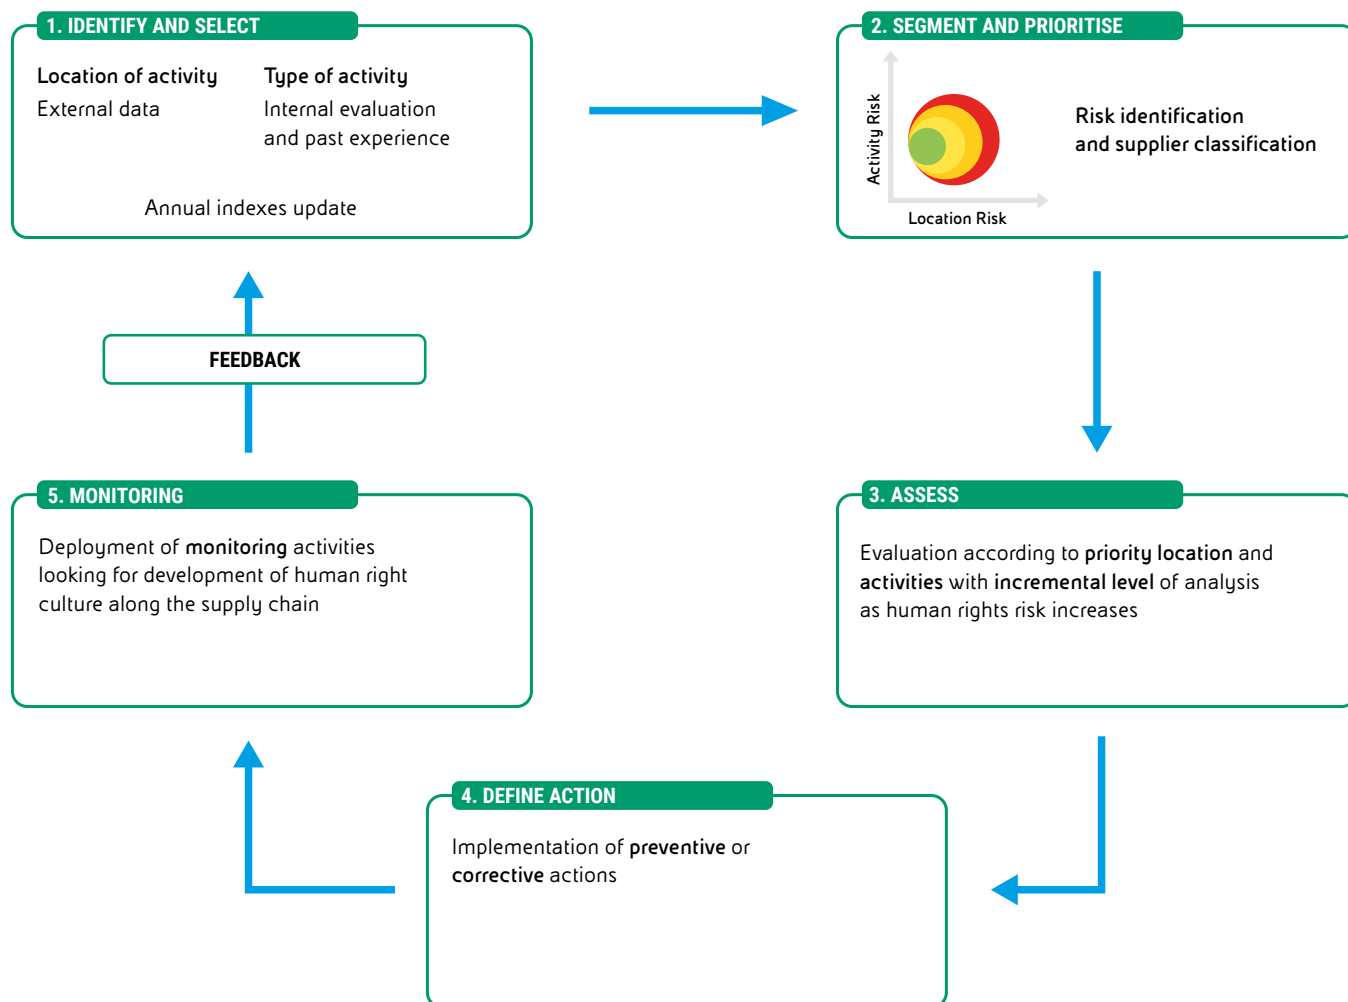 1. IDENTIFY AND SELECT
Location of activity
External data
Type of activity
Internal evaluation
and past experience
Annual indexes update
2. SEGMENT AND PRIORITISE
Activity Risk
Location Risk
Risk identification
and supplier classification
FEEDBACK
5. MONITORING
Deployment of monitoring activities
looking for development of human right
culture along the supply chain
3. ASSESS
Evaluation according to priority location and
activities with incremental level of analysis
as human rights risk increases
4. DEFINE ACTION
Implementation of preventive or
corrective actions